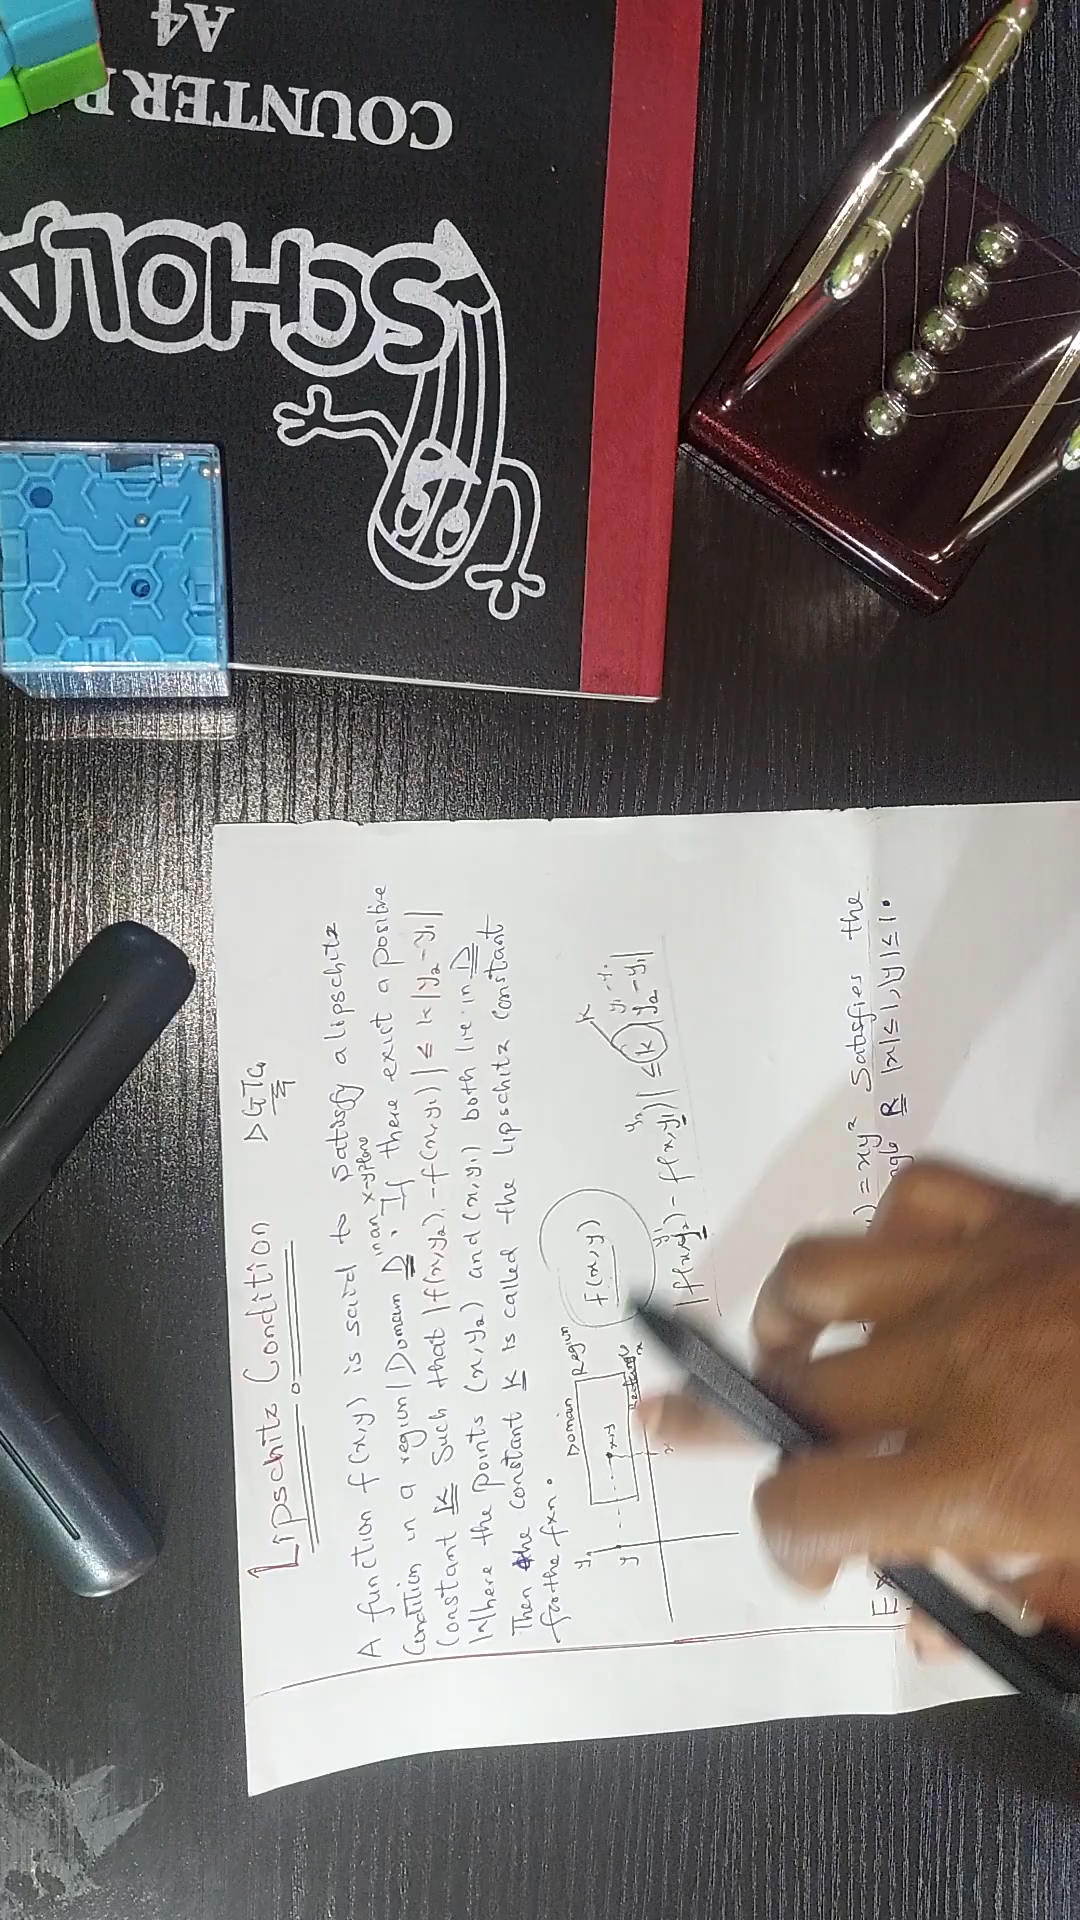 SCHOLA
COUNTER B
A4
Lipschitz Condition
A function f(x,y) is said to satisfy a lipschitz
Condition in a region/Domain D in an x-y plane. If there exist a positive
Constant K Such that |f(x,y₂) - f(x,y₁)| ≤ k|y₂-y₁|
Where the points (x,y₂) and (x,y₁) both lie in D
Then the constant K is called the lipschitz constant
for the fxn.
Domain
Region
Rectangle
y
y
x,y
x
x
f(x,y)
K
|f(x,y₂) - f(x,y₁)| ≤ (k)|y₂-y₁|
y₁
) = xy² Satisfies the
R |x|≤1, |y|≤1.